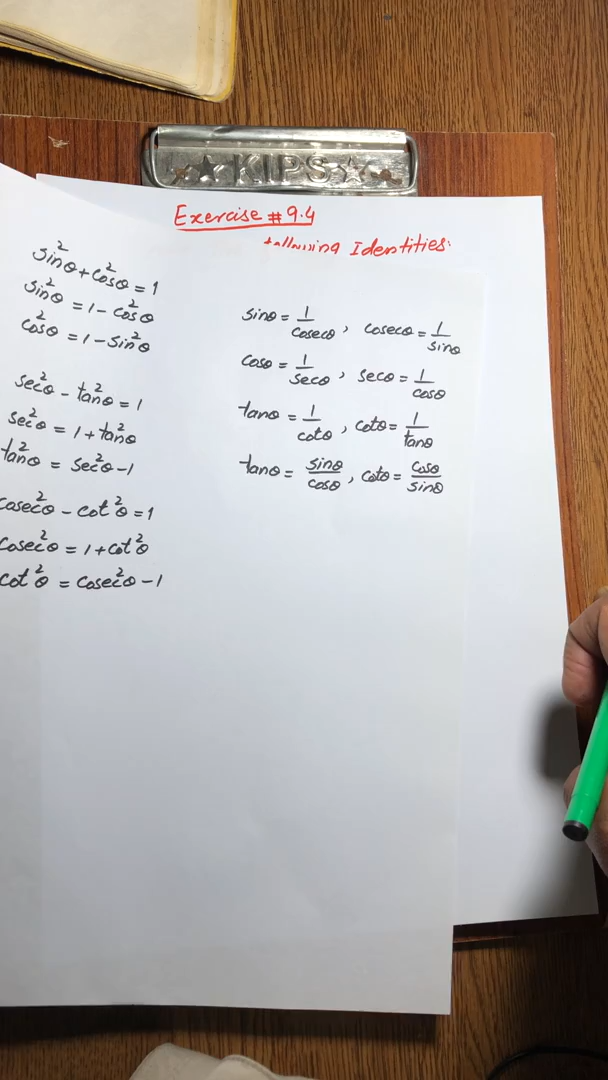 ★ KIPS ★
Exercise # 9.4
Identities:
sin²θ + cos²θ = 1
sin²θ = 1 - cos²θ
cos²θ = 1 - sin²θ
sec²θ - tan²θ = 1
sec²θ = 1 + tan²θ
tan²θ = sec²θ - 1
cosec²θ - cot²θ = 1
cosec²θ = 1 + cot²θ
cot²θ = cosec²θ - 1
sinθ = 1/cosecθ , cosecθ = 1/sinθ
cosθ = 1/secθ , secθ = 1/cosθ
tanθ = 1/cotθ , cotθ = 1/tanθ
tanθ = sinθ/cosθ , cotθ = cosθ/sinθ